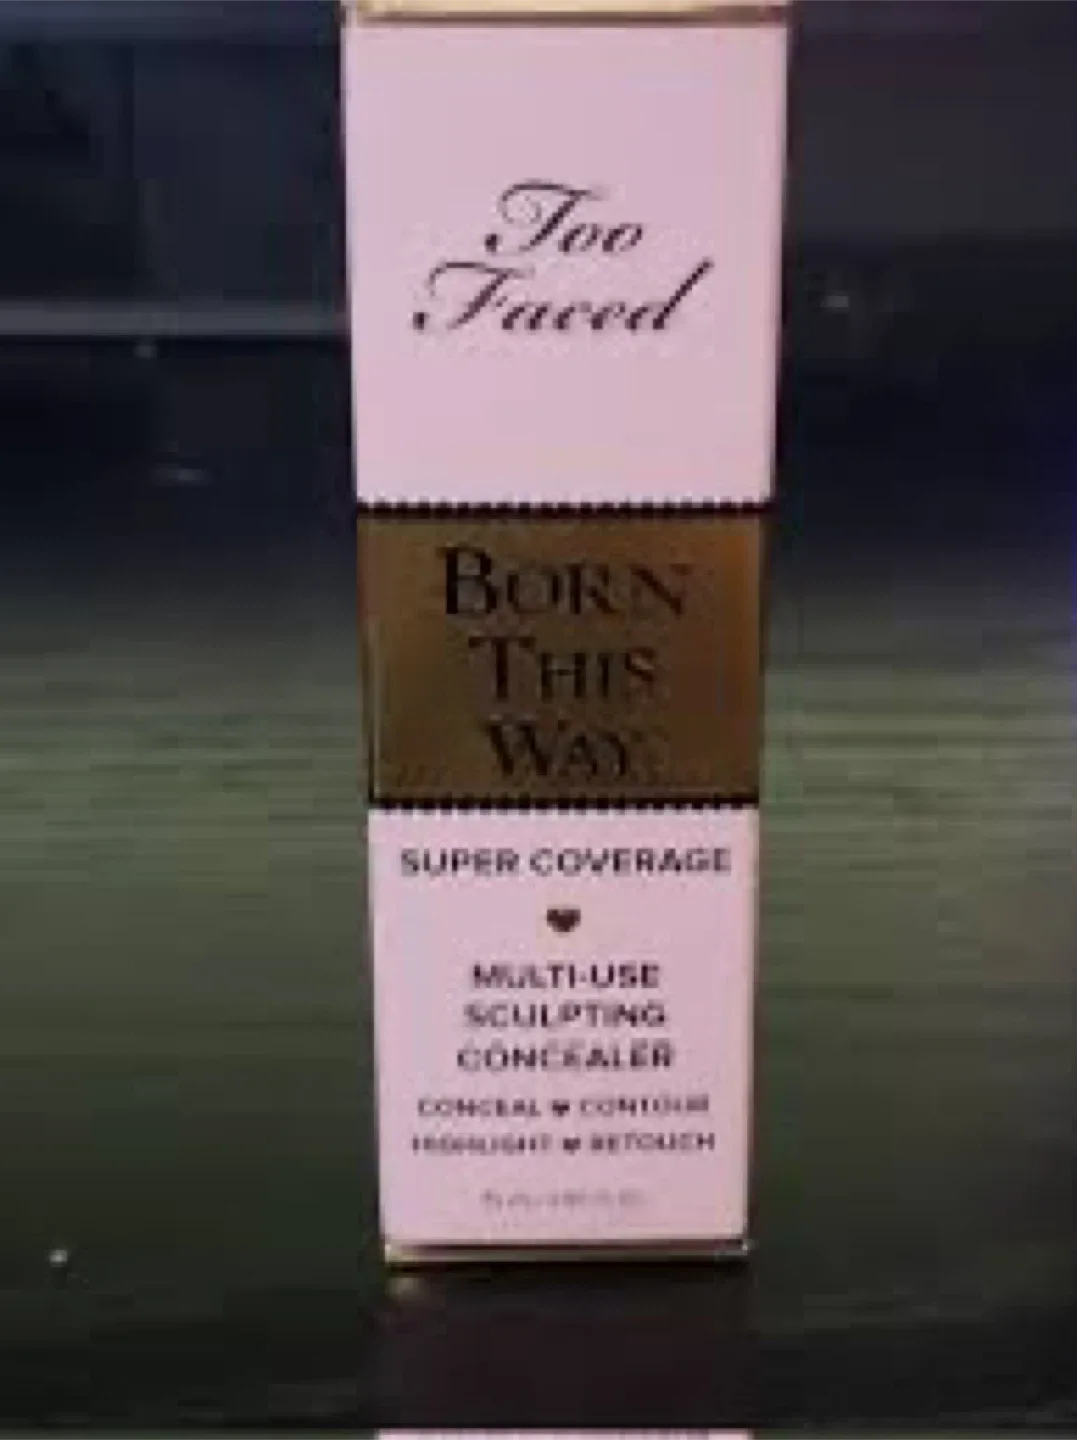 Too
Faced
BORN
THIS
WAY
SUPER COVERAGE
MULTI-USE
SCULPTING
CONCEALER
CONCEAL ♥ CONTOUR
HIGHLIGHT ♥ RETOUCH